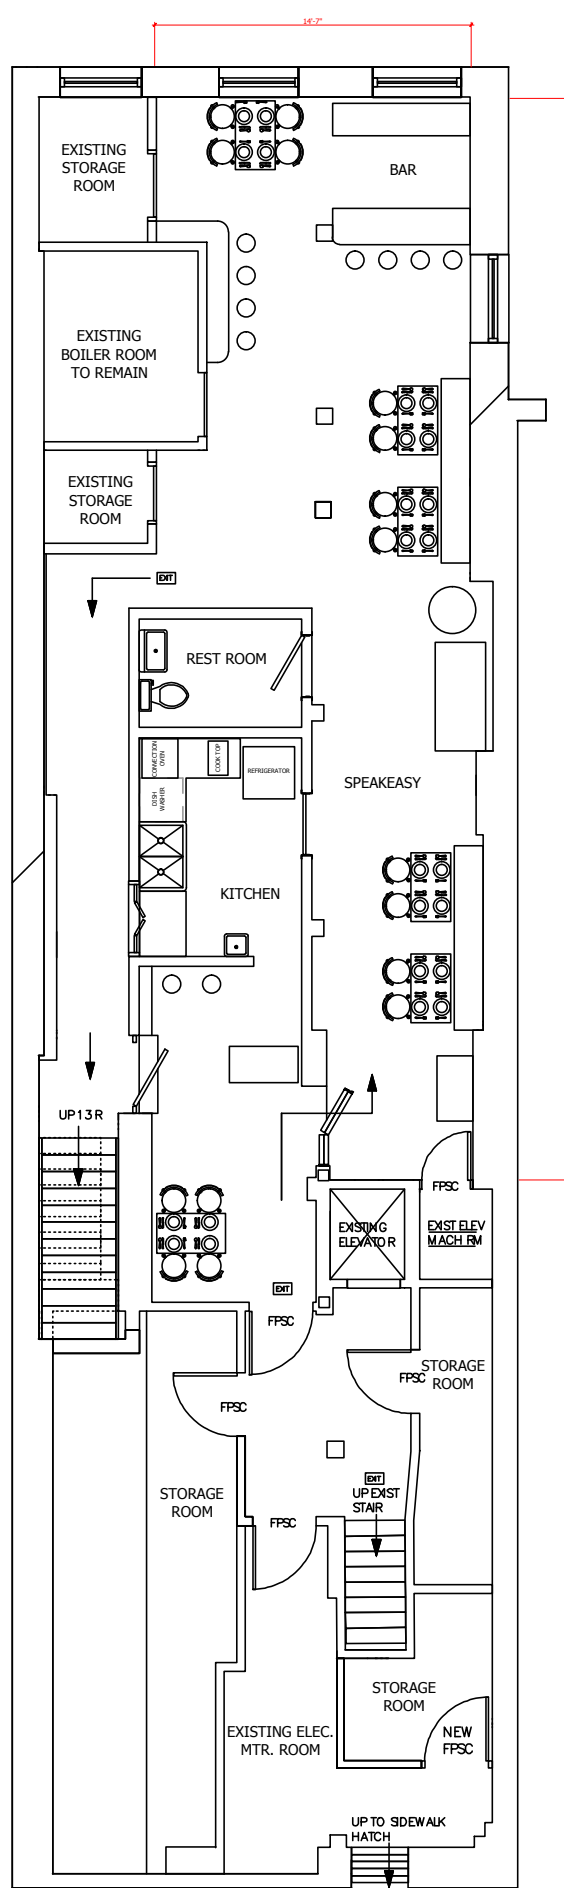 14'-7"
EXISTING
STORAGE
ROOM
BAR
EXISTING
BOILER ROOM
TO REMAIN
EXISTING
STORAGE
ROOM
EXIT
REST ROOM
CONVECTION
OVEN
COOK TOP
REFRIGERATOR
DISH
WASHER
SPEAKEASY
KITCHEN
UP 13 R
FPSC
EXISTING
ELEVATOR
EXIST ELEV
MACH RM
EXIT
FPSC
FPSC
STORAGE
ROOM
FPSC
EXIT
UP EXIST
STAIR
STORAGE
ROOM
FPSC
STORAGE
ROOM
EXISTING ELEC.
MTR. ROOM
NEW
FPSC
UP TO SIDEWALK
HATCH